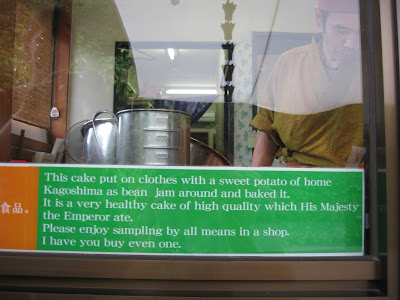 This cake put on clothes with a sweet potato of home
Kagoshima as bean jam around and baked it.
It is a very healthy cake of high quality which His Majesty
the Emperor ate.
Please enjoy sampling by all means in a shop.
I have you buy even one.
食品。